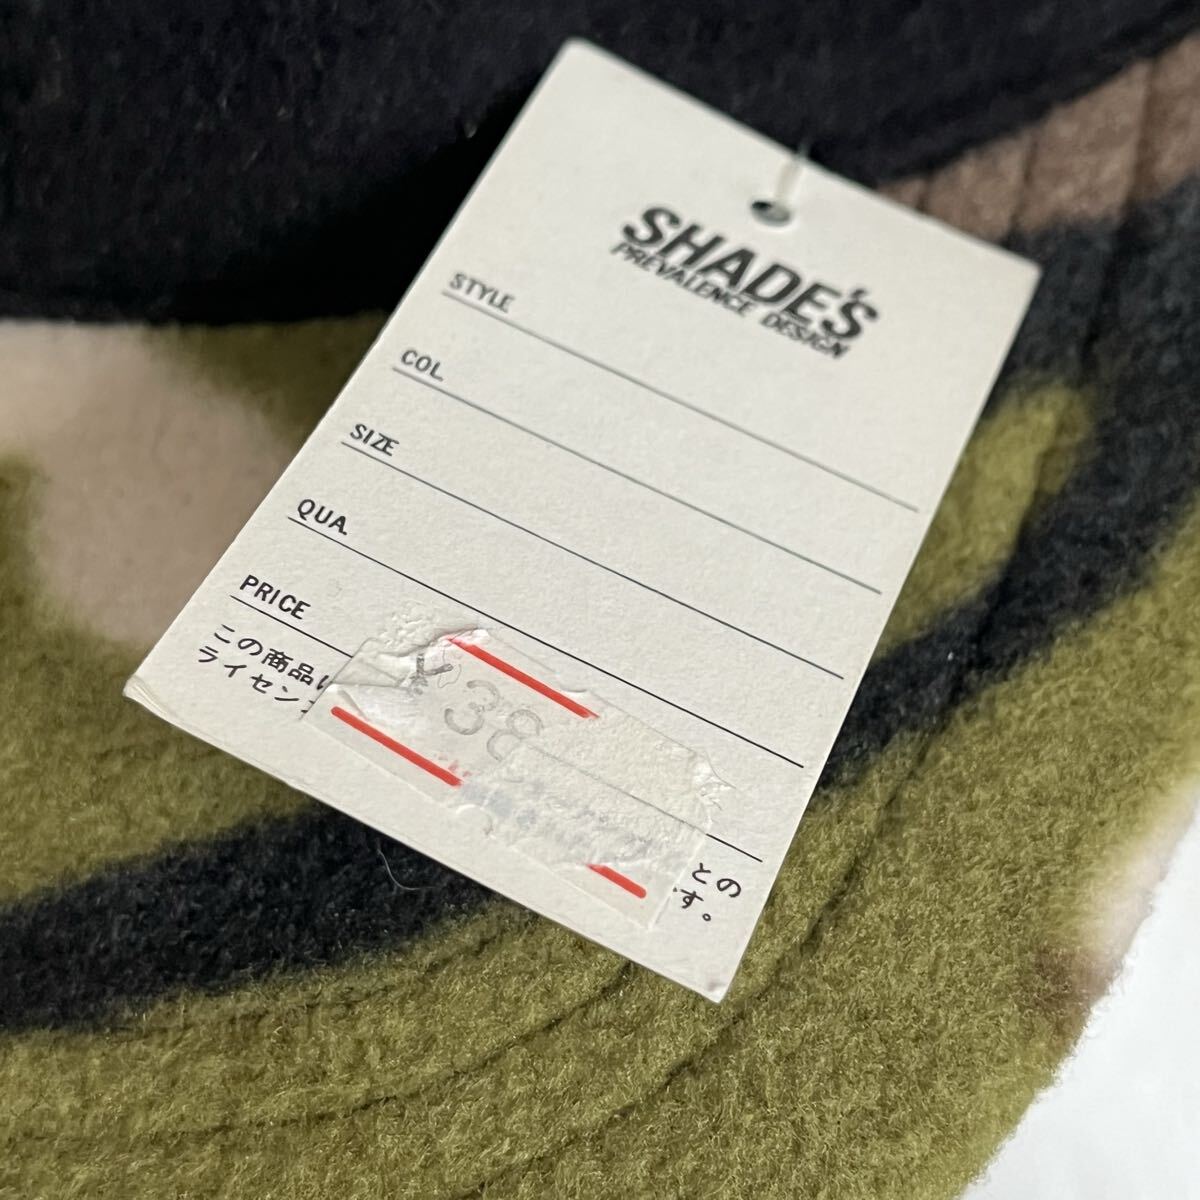 SHADE'S
PREVALENCE DESIGN
STYLE
COL.
SIZE
QUA.
PRICE
38
この商品
ライセン との
す。